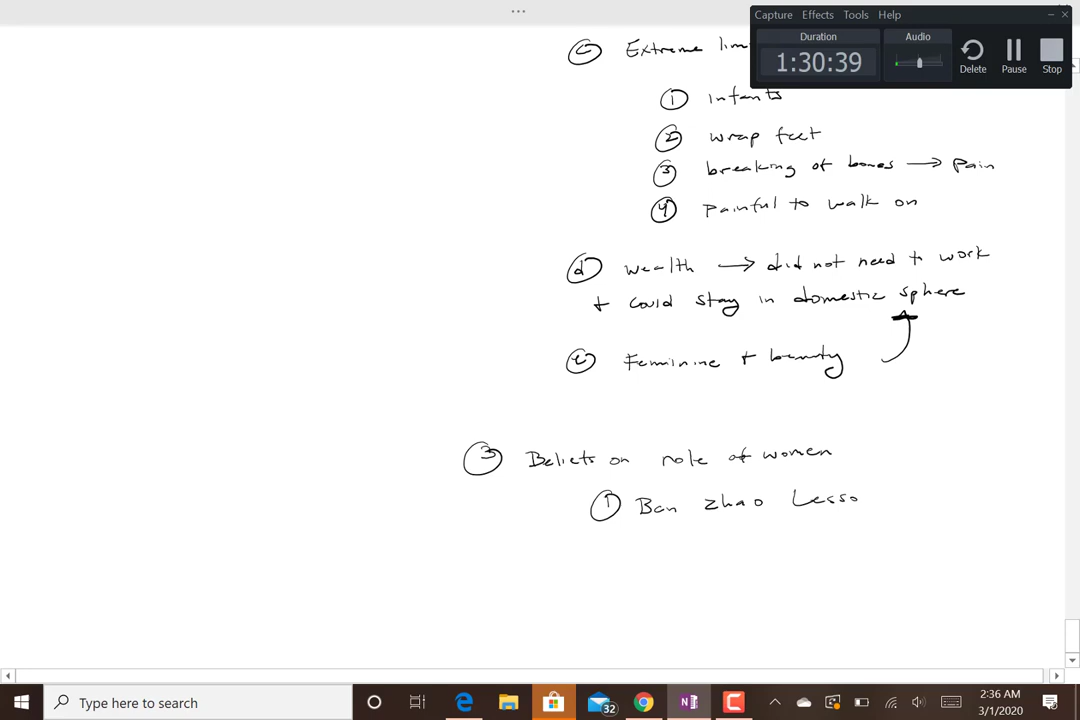 Capture Effects Tools Help
Duration
Audio
1:30:39
Delete Pause Stop
c Extreme
1 infants
2 wrap feet
3 breaking of bones → pain
4 Painful to walk on
d wealth → did not need to work
+ could stay in domestic sphere
e Feminine + beauty
3 Beliefs on role of women
1 Ban Zhao Lesso
Type here to search
32
2:36 AM
3/1/2020